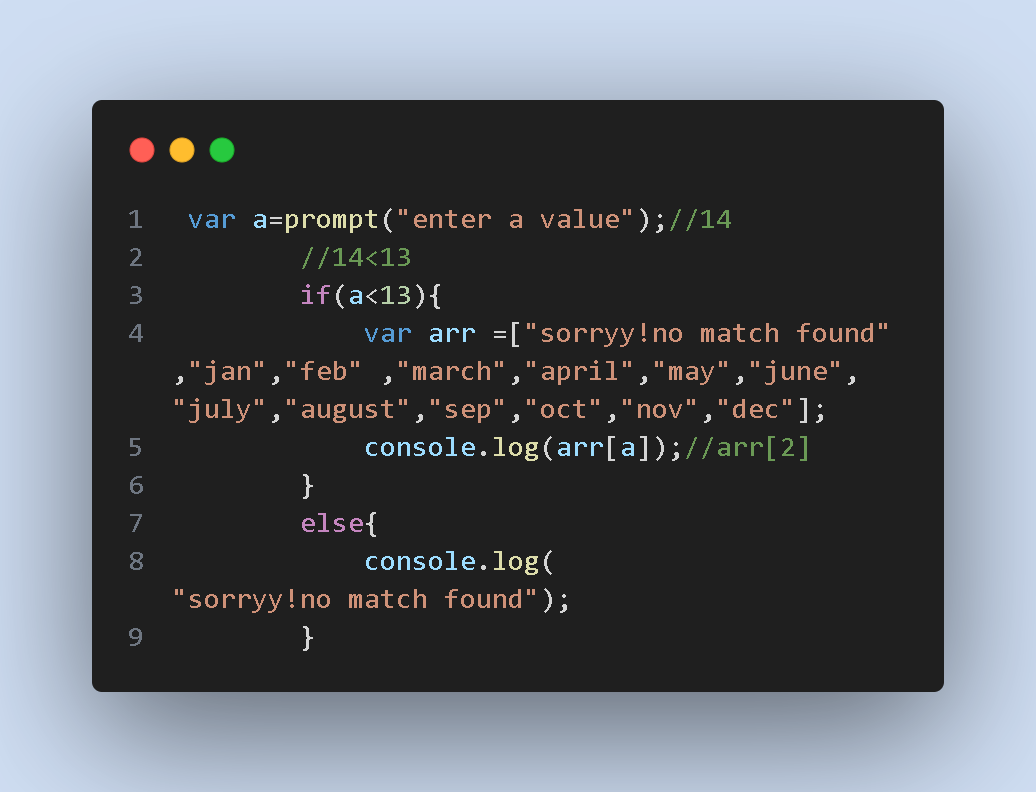 1 var a=prompt("enter a value");//14
2 //14<13
3 if(a<13){
4 var arr =["sorryy!no match found"
,"jan","feb" ,"march","april","may","june",
"july","august","sep","oct","nov","dec"];
5 console.log(arr[a]);//arr[2]
6 }
7 else{
8 console.log(
"sorryy!no match found");
9 }